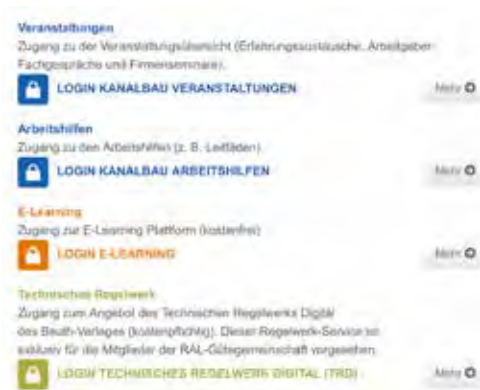 Veranstaltungen
Zugang zu der Veranstaltungsübersicht (Erfahrungsaustausche, Arbeitgeber-
Fachgespräche und Firmenseminare).
LOGIN KANALBAU VERANSTALTUNGEN
Mehr
Arbeitshilfen
Zugang zu den Arbeitshilfen (z. B. Leitfäden)
LOGIN KANALBAU ARBEITSHILFEN
Mehr
E-Learning
Zugang zur E-Learning Plattform (kostenfrei)
LOGIN E-LEARNING
Mehr
Technisches Regelwerk
Zugang zum Angebot des Technischen Regelwerks Digital
des Beuth-Verlages (kostenpflichtig). Dieser Regelwerk-Service ist
exklusiv für die Mitglieder der RAL-Gütegemeinschaft vorgesehen.
LOGIN TECHNISCHES REGELWERK DIGITAL (TRD)
Mehr